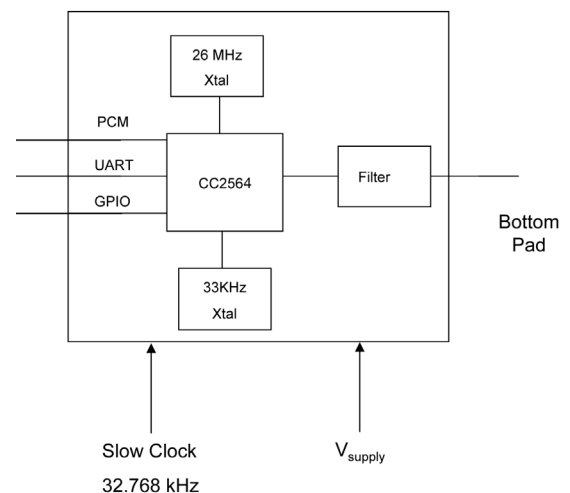 26 MHz
Xtal
PCM
UART
GPIO
CC2564
Filter
Bottom
Pad
33KHz
Xtal
Slow Clock
32.768 kHz
Vsupply